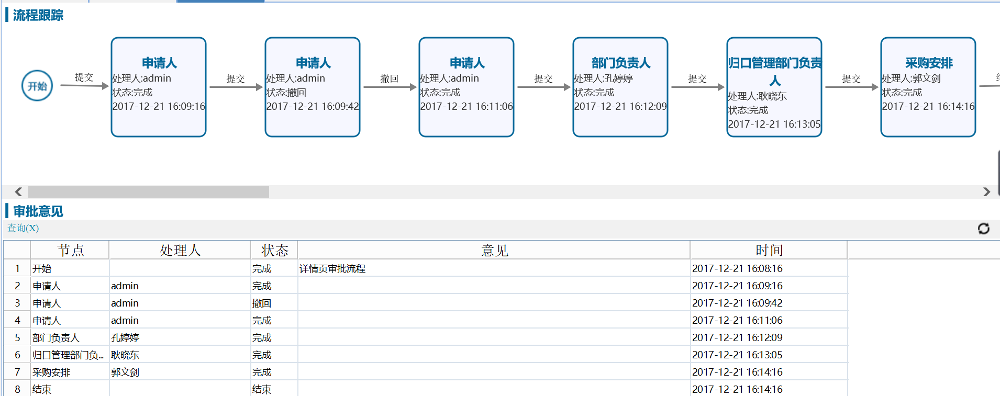 流程跟踪
开始
提交
申请人
处理人:admin
状态:完成
2017-12-21 16:09:16
提交
申请人
处理人:admin
状态:撤回
2017-12-21 16:09:42
撤回
申请人
处理人:admin
状态:完成
2017-12-21 16:11:06
提交
部门负责人
处理人:孔婷婷
状态:完成
2017-12-21 16:12:09
提交
归口管理部门负责
人
处理人:耿晓东
状态:完成
2017-12-21 16:13:05
提交
采购安排
处理人:郭文剑
状态:完成
2017-12-21 16:14:16
审批意见
查询(X)
节点 处理人 状态 意见 时间
1 开始 完成 详情页审批流程 2017-12-21 16:08:16
2 申请人 admin 完成 2017-12-21 16:09:16
3 申请人 admin 撤回 2017-12-21 16:09:42
4 申请人 admin 完成 2017-12-21 16:11:06
5 部门负责人 孔婷婷 完成 2017-12-21 16:12:09
6 归口管理部门负... 耿晓东 完成 2017-12-21 16:13:05
7 采购安排 郭文剑 完成 2017-12-21 16:14:16
8 结束 结束 2017-12-21 16:14:16